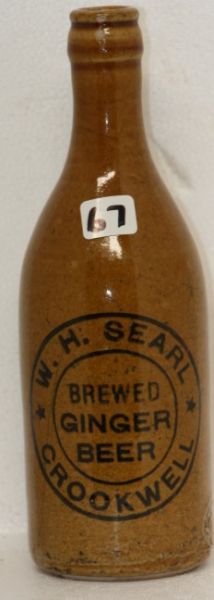 67
W. H. SEARL
BREWED
GINGER
BEER
CROOKWELL